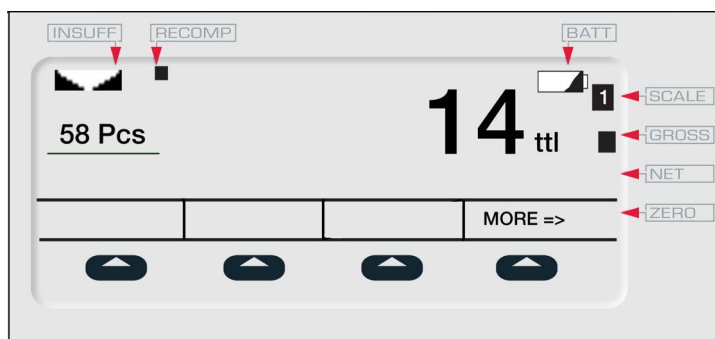 INSUFF RECOMP BATT
1 SCALE
14 ttl
58 Pcs GROSS
NET
MORE => ZERO